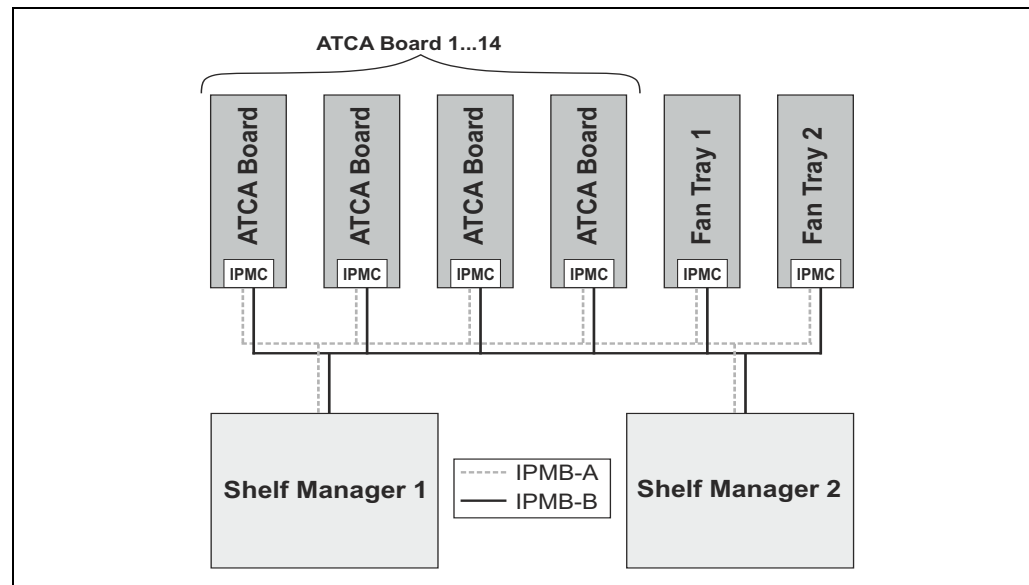 ATCA Board 1...14
ATCA Board
ATCA Board
ATCA Board
ATCA Board
Fan Tray 1
Fan Tray 2
IPMC
IPMC
IPMC
IPMC
IPMC
IPMC
Shelf Manager 1
IPMB-A
IPMB-B
Shelf Manager 2